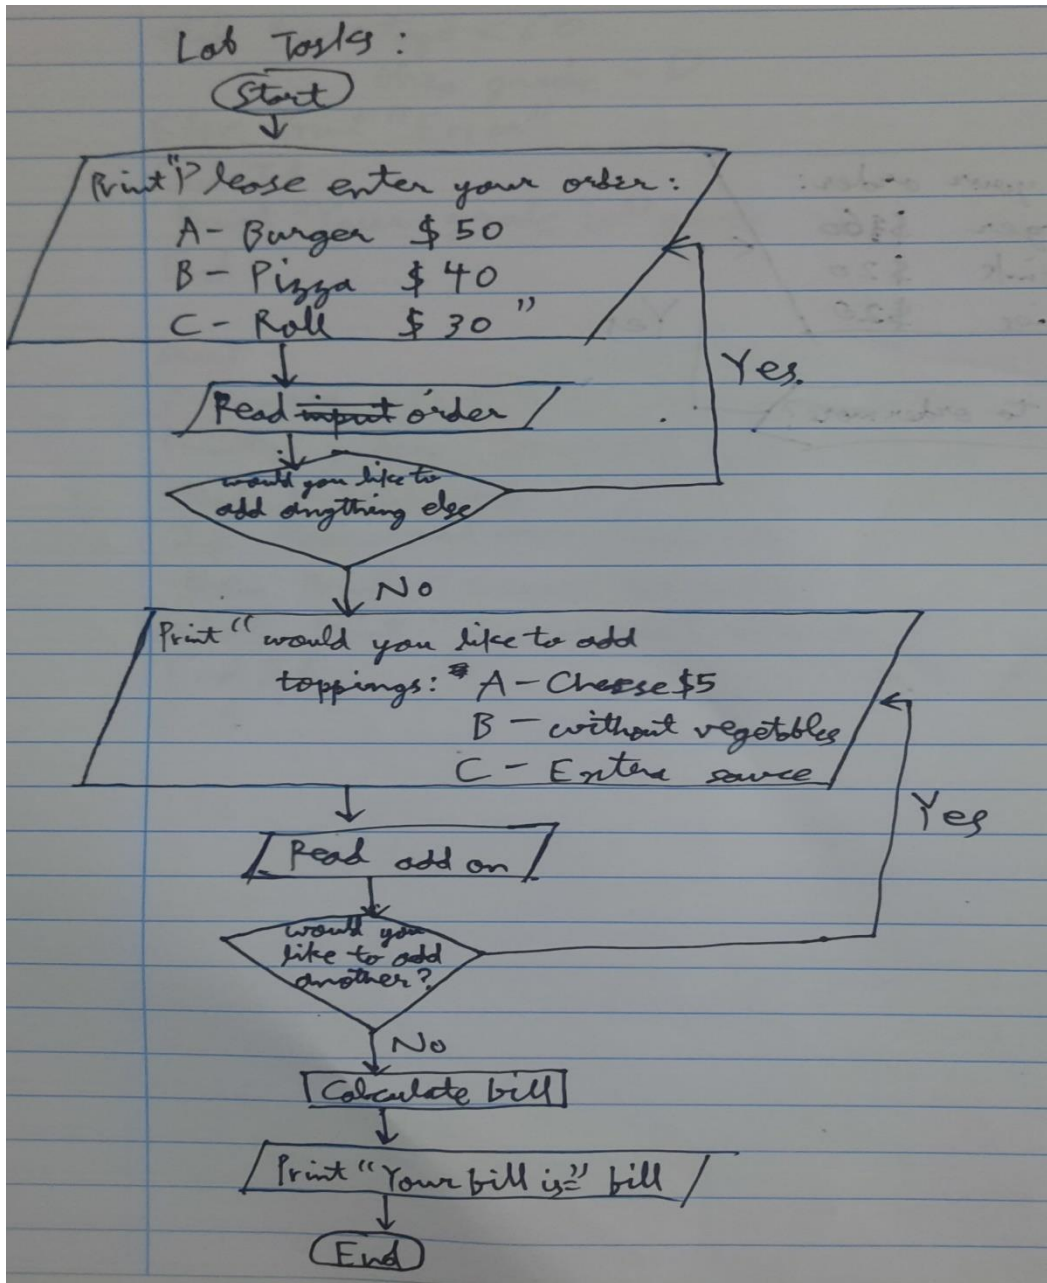 Lab Tasks:
Start
Print "Please enter your order:
A- Burger $50
B- Pizza $40
C- Roll $30"
Yes.
Read input order
would you like to
add anything else
No
Print "would you like to add
toppings: A- Cheese $5
B- without vegetables
C- Extra sauce
Yes
Read add on
would you
like to add
another?
No
Calculate bill
Print "Your bill is=" bill
End